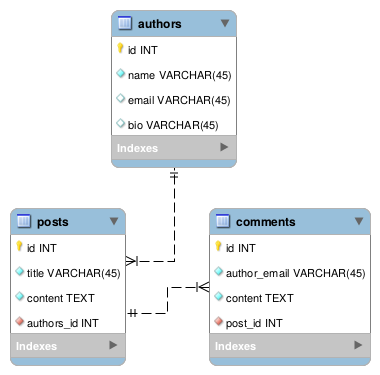 authors
id INT
name VARCHAR(45)
email VARCHAR(45)
bio VARCHAR(45)
Indexes
posts
id INT
title VARCHAR(45)
content TEXT
authors_id INT
Indexes
comments
id INT
author_email VARCHAR(45)
content TEXT
post_id INT
Indexes